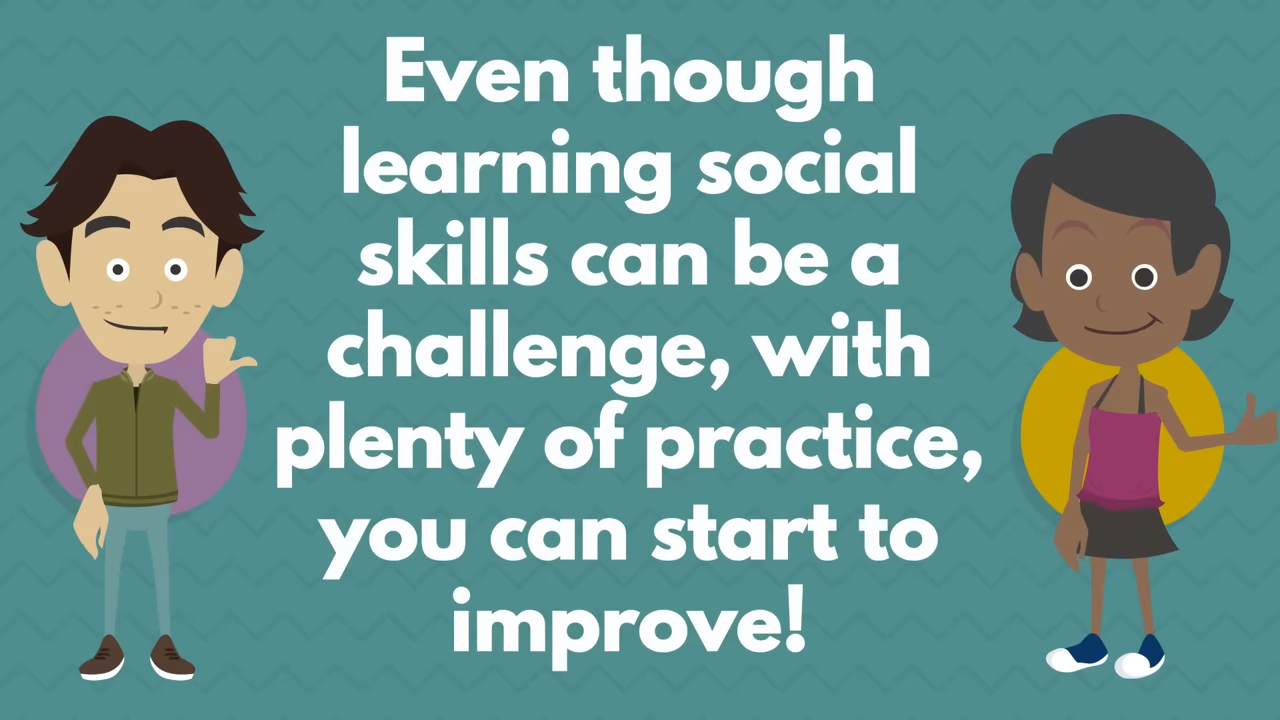 Even though
learning social
skills can be a
challenge, with
plenty of practice,
you can start to
improve!